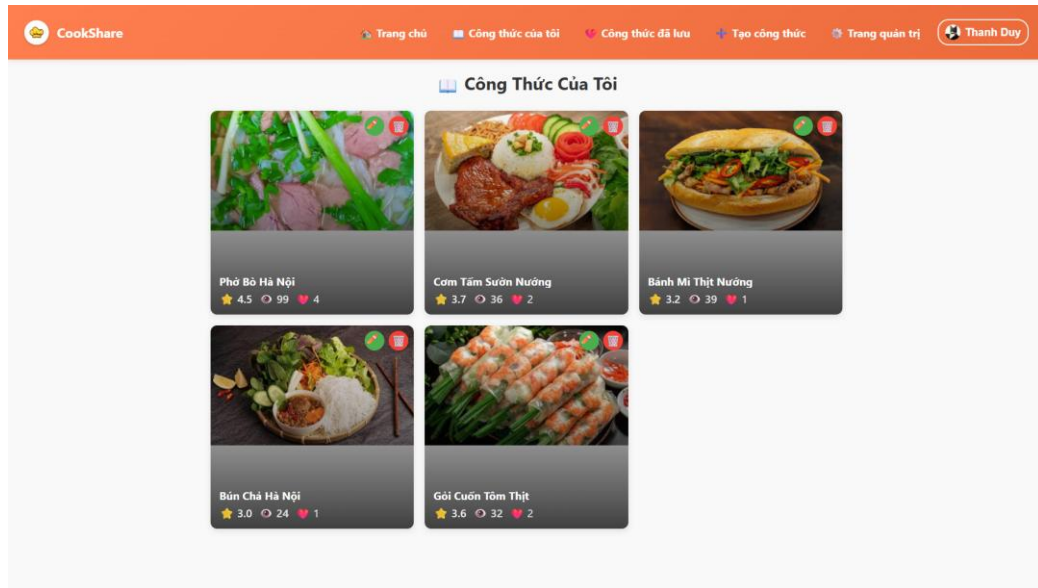 CookShare
Trang chủ
Công thức của tôi
Công thức đã lưu
Tạo công thức
Trang quản trị
Thanh Duy
Công Thức Của Tôi
Phở Bò Hà Nội
4.5 99 4
Cơm Tấm Sườn Nướng
3.7 36 2
Bánh Mì Thịt Nướng
3.2 39 1
Bún Chả Hà Nội
3.0 24 1
Gỏi Cuốn Tôm Thịt
3.6 32 2